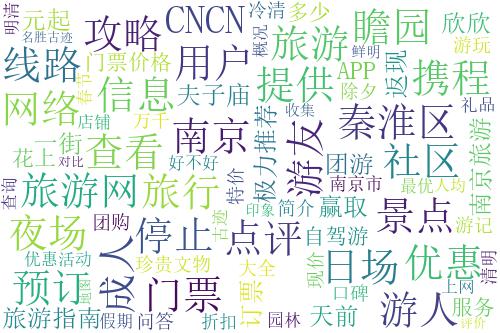 明清
元起
名胜古迹
攻略
CNCN
冷清
多少
瞻园
欣欣
线路
门票价格
用户
概况
旅游
鲜明
游玩
网络
春节
信息
夫子庙
提供
APP
返现
携程
除夕
礼品
店铺
万千
南京
极力推荐
收集
秦淮区
一街
花上
对比
查看
好不好
游友
团游
南京市
社区
南京旅游
查询
旅游网
旅行
特价
最优
人均
印象
简介
赢取
游记
夜场
团购
停止
点评
自驾游
景点
成人
古迹
优惠活动
珍贵文物
大全
现价
日场
优惠
清明
预订
门票
订票
口碑
上网
游人
服务
旅游指南
假期
问答
折扣
园林
天前
评价